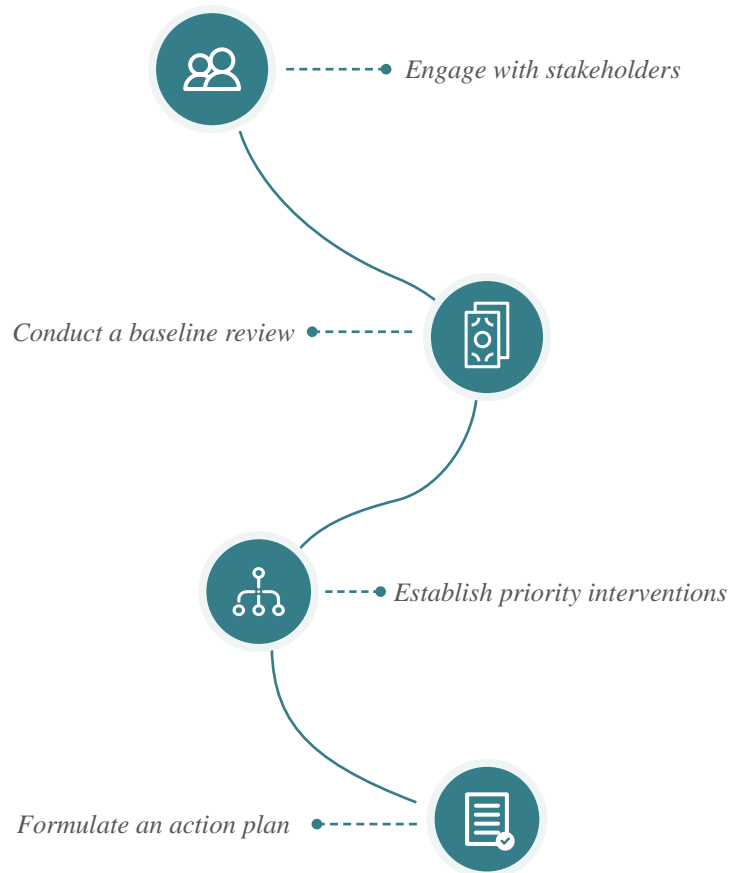 Engage with stakeholders
Conduct a baseline review
Establish priority interventions
Formulate an action plan